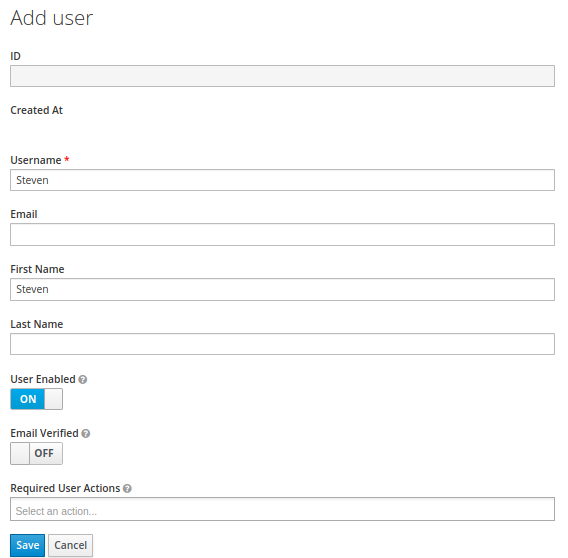 Add user
ID
Created At
Username *
Steven
Email
First Name
Steven
Last Name
User Enabled ?
ON
Email Verified ?
OFF
Required User Actions ?
Select an action...
Save Cancel